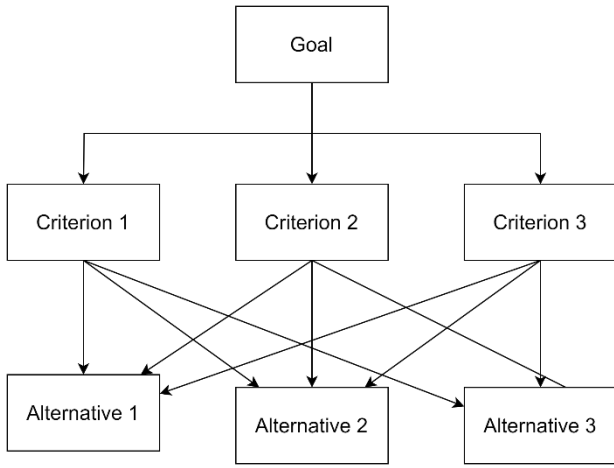 Goal
Criterion 1
Criterion 2
Criterion 3
Alternative 1
Alternative 2
Alternative 3